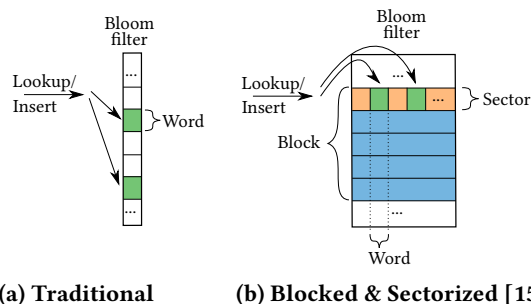 Bloom
filter
...
Lookup/
Insert
Word
...
(a) Traditional
Bloom
filter
...
Lookup/
Insert
...
Sector
Block
...
Word
(b) Blocked & Sectorized [15